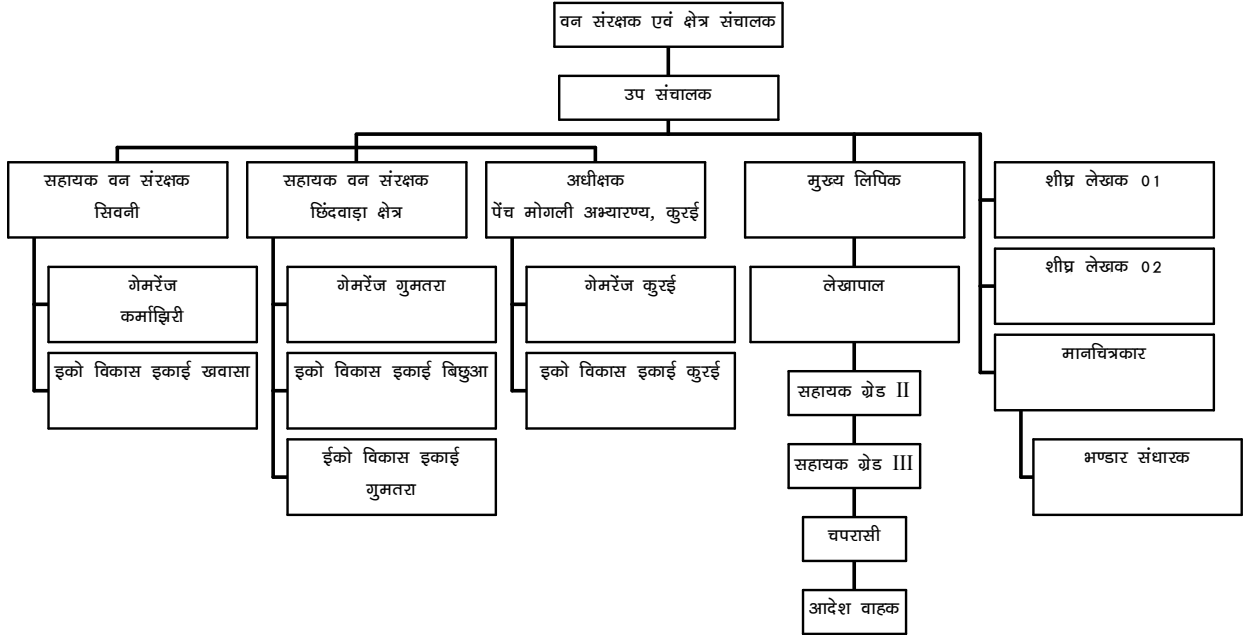 वन संरक्षक एवं क्षेत्र संचालक
उप संचालक
सहायक वन संरक्षक
सिवनी
सहायक वन संरक्षक
छिंदवाड़ा क्षेत्र
अधीक्षक
पेंच मोगली अभ्यारण्य, कुरई
मुख्य लिपिक
शीघ्र लेखक 01
गेमरेंज
कर्माझिरी
गेमरेंज गुमतरा
गेमरेंज कुरई
लेखापाल
शीघ्र लेखक 02
इको विकास इकाई खवासा
इको विकास इकाई बिछुआ
इको विकास इकाई कुरई
मानचित्रकार
सहायक ग्रेड II
ईको विकास इकाई
गुमतरा
सहायक ग्रेड III
भण्डार संधारक
चपरासी
आदेश वाहक